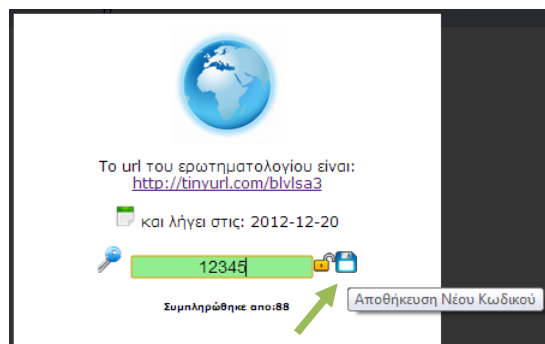 Το url του ερωτηματολογίου είναι:
http://tinyurl.com/blvlsa3
και λήγει στις: 2012-12-20
12345
Αποθήκευση Νέου Κωδικού
Συμπληρώθηκε απο:88